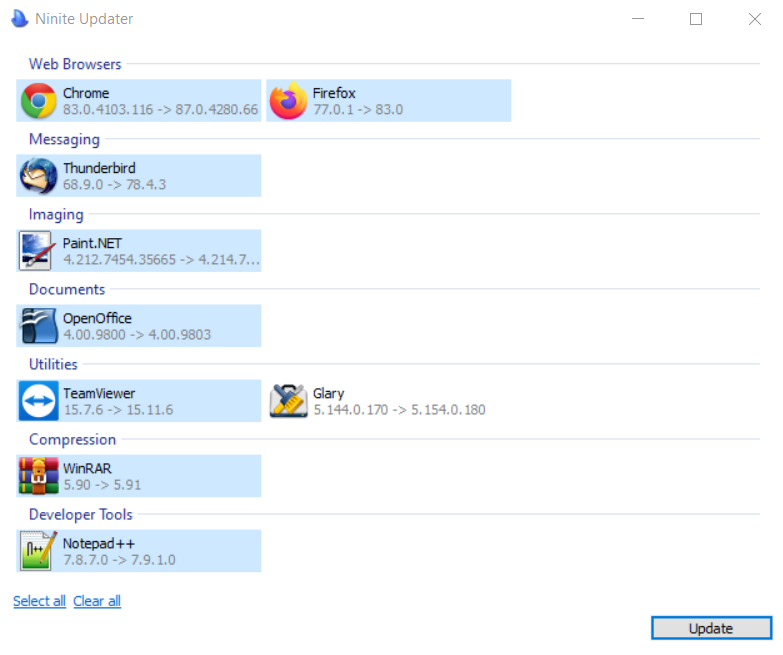 Ninite Updater
Web Browsers
Chrome
83.0.4103.116 -> 87.0.4280.66
Firefox
77.0.1 -> 83.0
Messaging
Thunderbird
68.9.0 -> 78.4.3
Imaging
Paint.NET
4.212.7454.35665 -> 4.214.7...
Documents
OpenOffice
4.00.9800 -> 4.00.9803
Utilities
TeamViewer
15.7.6 -> 15.11.6
Glary
5.144.0.170 -> 5.154.0.180
Compression
WinRAR
5.90 -> 5.91
Developer Tools
Notepad++
7.8.7.0 -> 7.9.1.0
Select all Clear all
Update